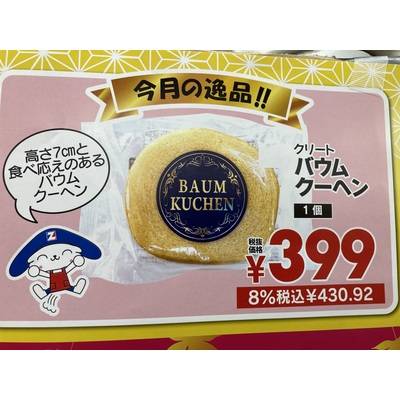 今月の逸品!!
高さ7cmと
食べ応えのある
バウム
クーヘン
BAUM
KUCHEN
クリート
バウム
クーヘン
1個
税抜
価格
¥399
8%税込¥430.92
Z